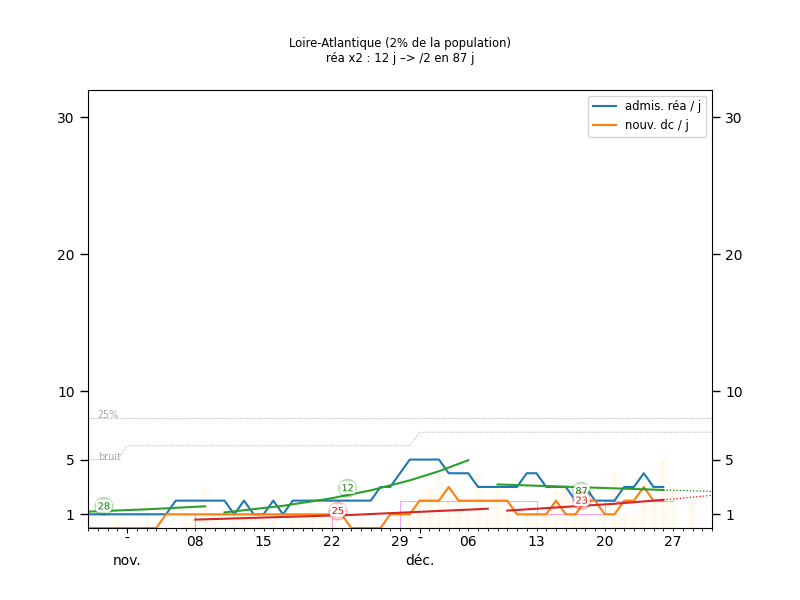 Loire-Atlantique (2% de la population)
réa x2 : 12 j –> /2 en 87 j
admis. réa / j
nouv. dc / j
30 30
20 20
10 10
25%
bruit
5 5
28 12 87
25 23
1 1
- 08 15 22 29 - 06 13 20 27
nov. déc.